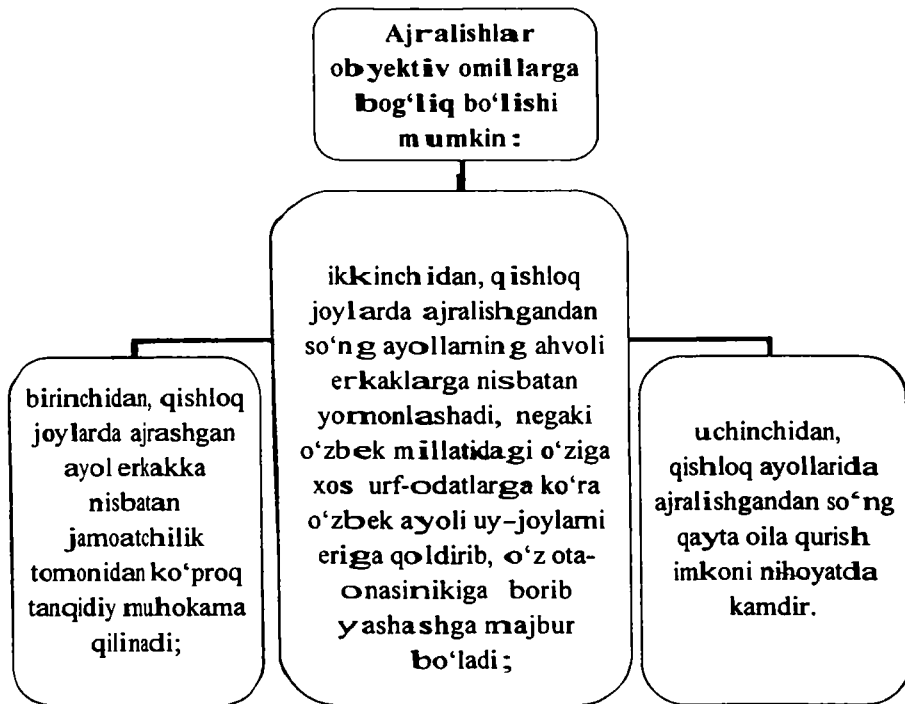 Ajralishlar
obyektiv omillarga
bog‘liq bo‘lishi
mumkin:
birinchidan, qishloq
joylarda ajrashgan
ayol erkakka
nisbatan
jamoatchilik
tomonidan ko‘proq
tanqidiy muhokama
qilinadi;
ikkinchidan, qishloq
joylarda ajralishgandan
so‘ng ayollarning ahvoli
erkaklarga nisbatan
yomonlashadi, negaki
o‘zbek millatidagi o‘ziga
xos urf-odatlarga ko‘ra
o‘zbek ayoli uy-joylarni
eriga qoldirib, o‘z ota-
onasinikiga borib
yashashga majbur
bo‘ladi;
uchinchidan,
qishloq ayollarida
ajralishgandan so‘ng
qayta oila qurish
imkoni nihoyatda
kamdir.